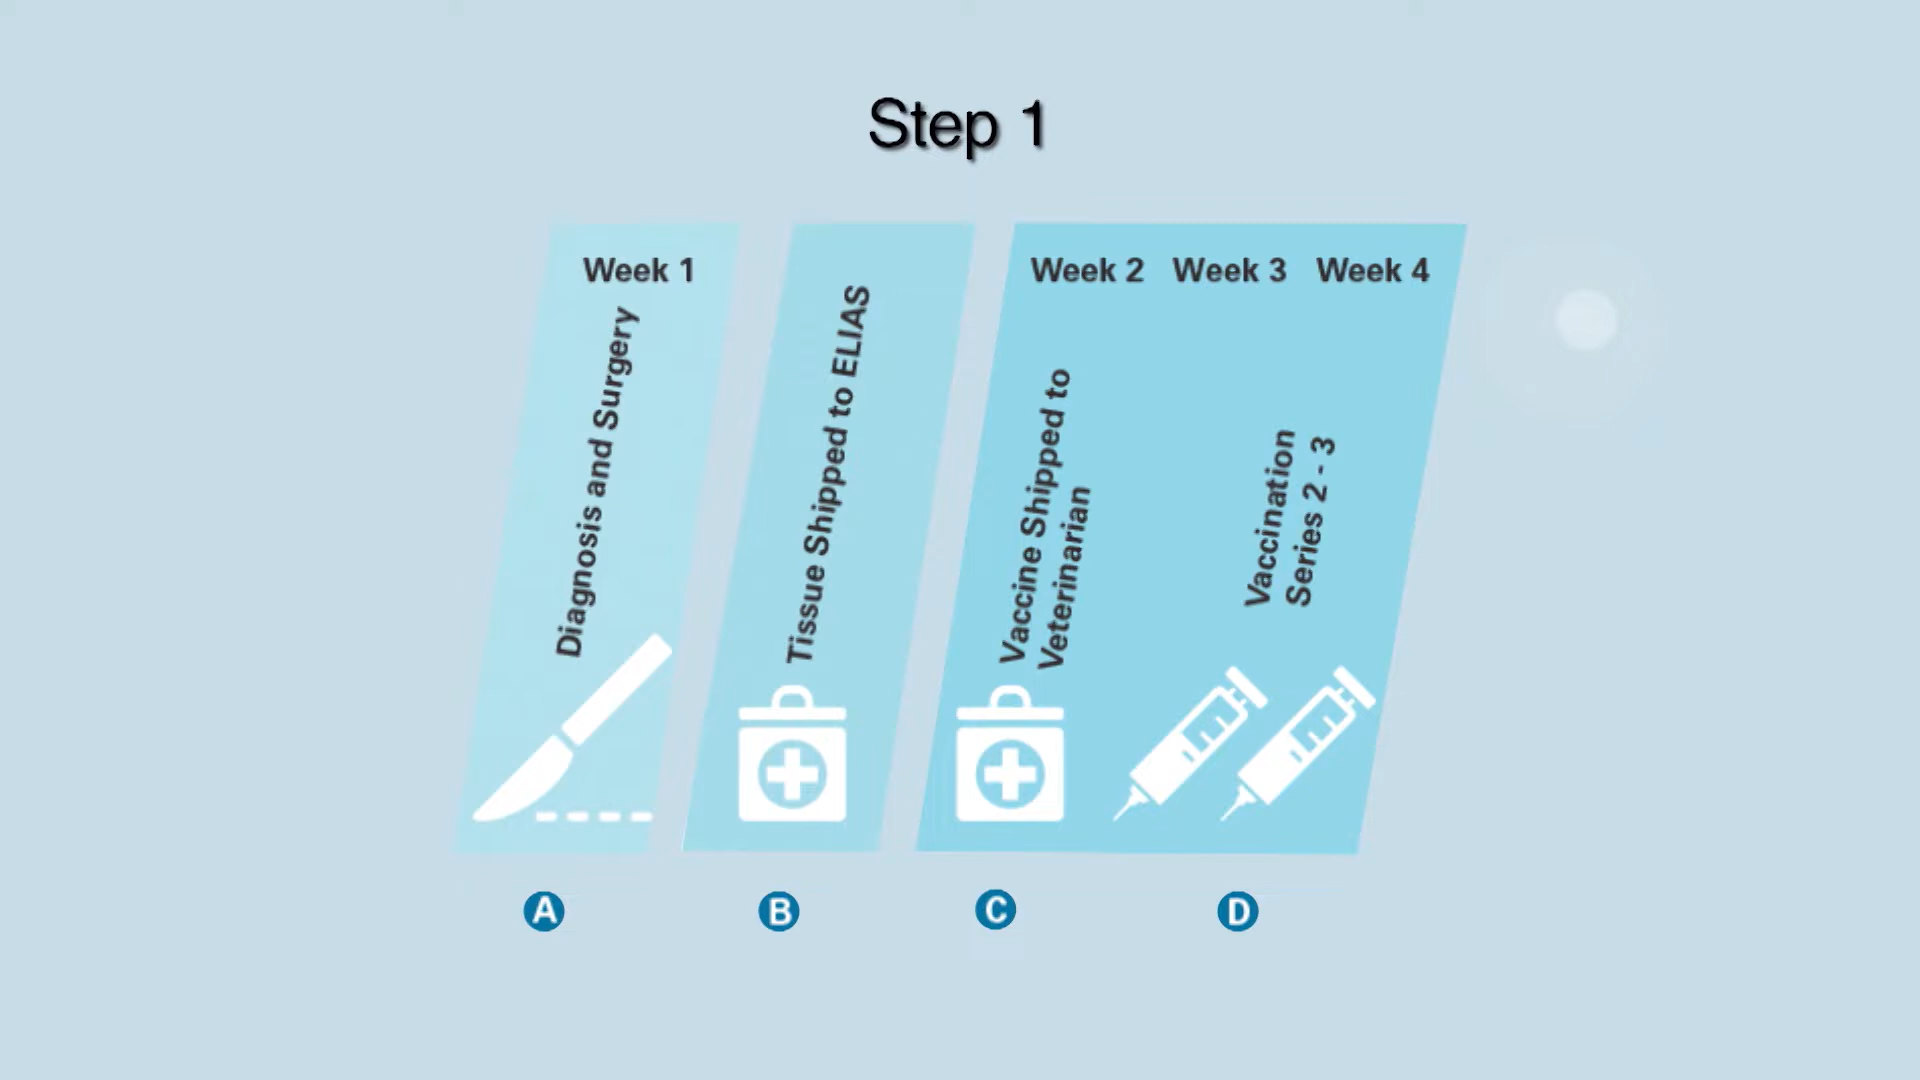 Step 1
Week 1
Week 2
Week 3
Week 4
Diagnosis and Surgery
Tissue Shipped to ELIAS
Vaccine Shipped to
Veterinarian
Vaccination
Series 2 - 3
A
B
C
D